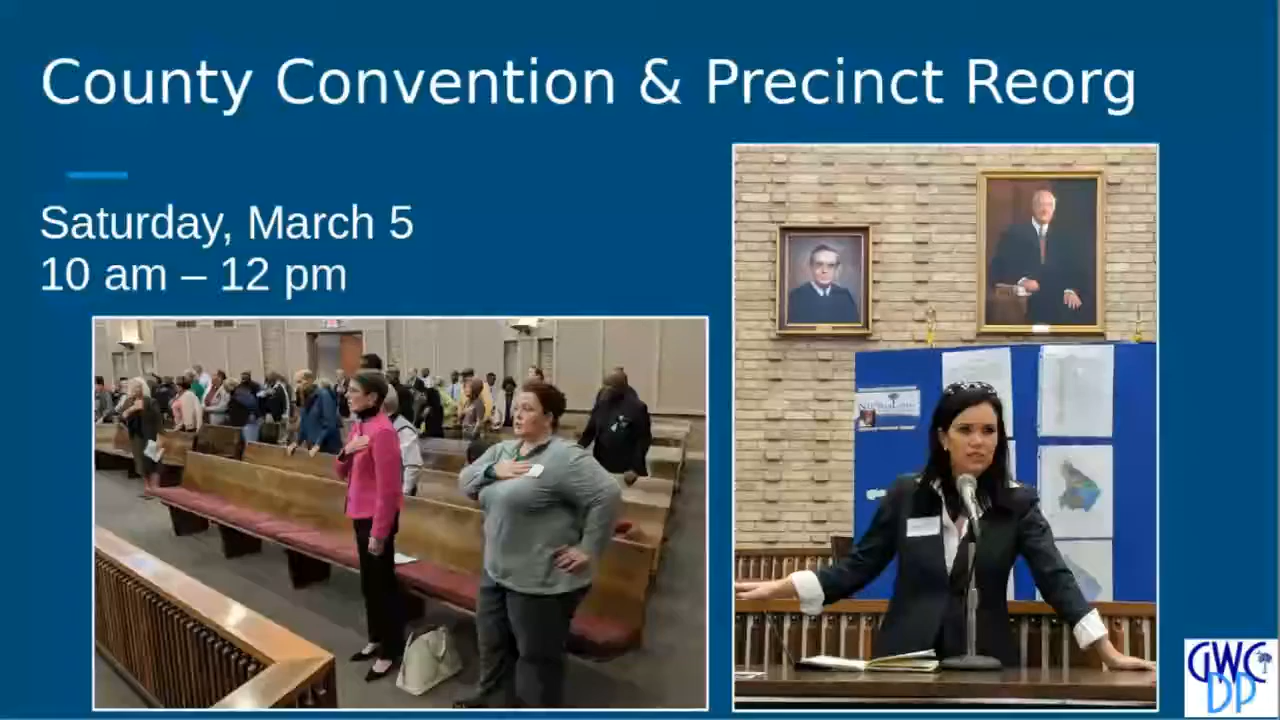 County Convention & Precinct Reorg
Saturday, March 5
10 am – 12 pm
GWC
DP